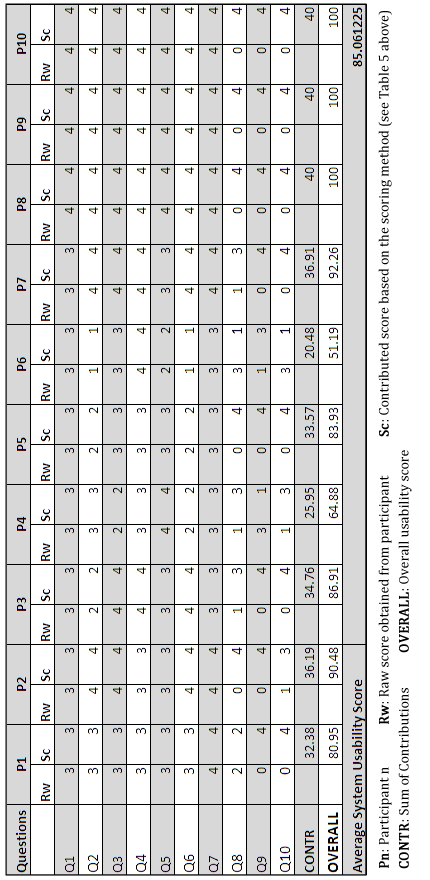 Questions P1 P2 P3 P4 P5 P6 P7 P8 P9 P10
Rw Sc Rw Sc Rw Sc Rw Sc Rw Sc Rw Sc Rw Sc Rw Sc Rw Sc Rw Sc
Q1 3 3 3 3 3 3 3 3 3 3 3 3 3 3 4 4 4 4 4 4
Q2 3 3 4 4 2 2 3 3 2 2 1 1 4 4 4 4 4 4 4 4
Q3 3 3 4 4 4 4 2 2 3 3 3 3 4 4 4 4 4 4 4 4
Q4 3 3 3 3 4 4 3 3 3 3 4 4 4 4 4 4 4 4 4 4
Q5 3 3 3 3 3 3 4 4 3 3 2 2 3 3 4 4 4 4 4 4
Q6 3 3 4 4 4 4 2 2 2 2 1 1 4 4 4 4 4 4 4 4
Q7 4 4 4 4 3 3 3 3 3 3 3 3 4 4 4 4 4 4 4 4
Q8 2 2 0 4 1 3 1 3 0 4 3 1 1 3 0 4 0 4 0 4
Q9 0 4 0 4 0 4 3 1 0 4 1 3 0 4 0 4 0 4 0 4
Q10 0 4 1 3 0 4 1 3 0 4 3 1 0 4 0 4 0 4 0 4
CONTR 32.38 36.19 34.76 25.95 33.57 20.48 36.91 40 40 40
OVERALL 80.95 90.48 86.91 64.88 83.93 51.19 92.26 100 100 100
Average System Usability Score 85.061225
Pn: Participant n Rw: Raw score obtained from participant Sc: Contributed score based on the scoring method (see Table 5 above)
CONTR: Sum of Contributions OVERALL: Overall usability score